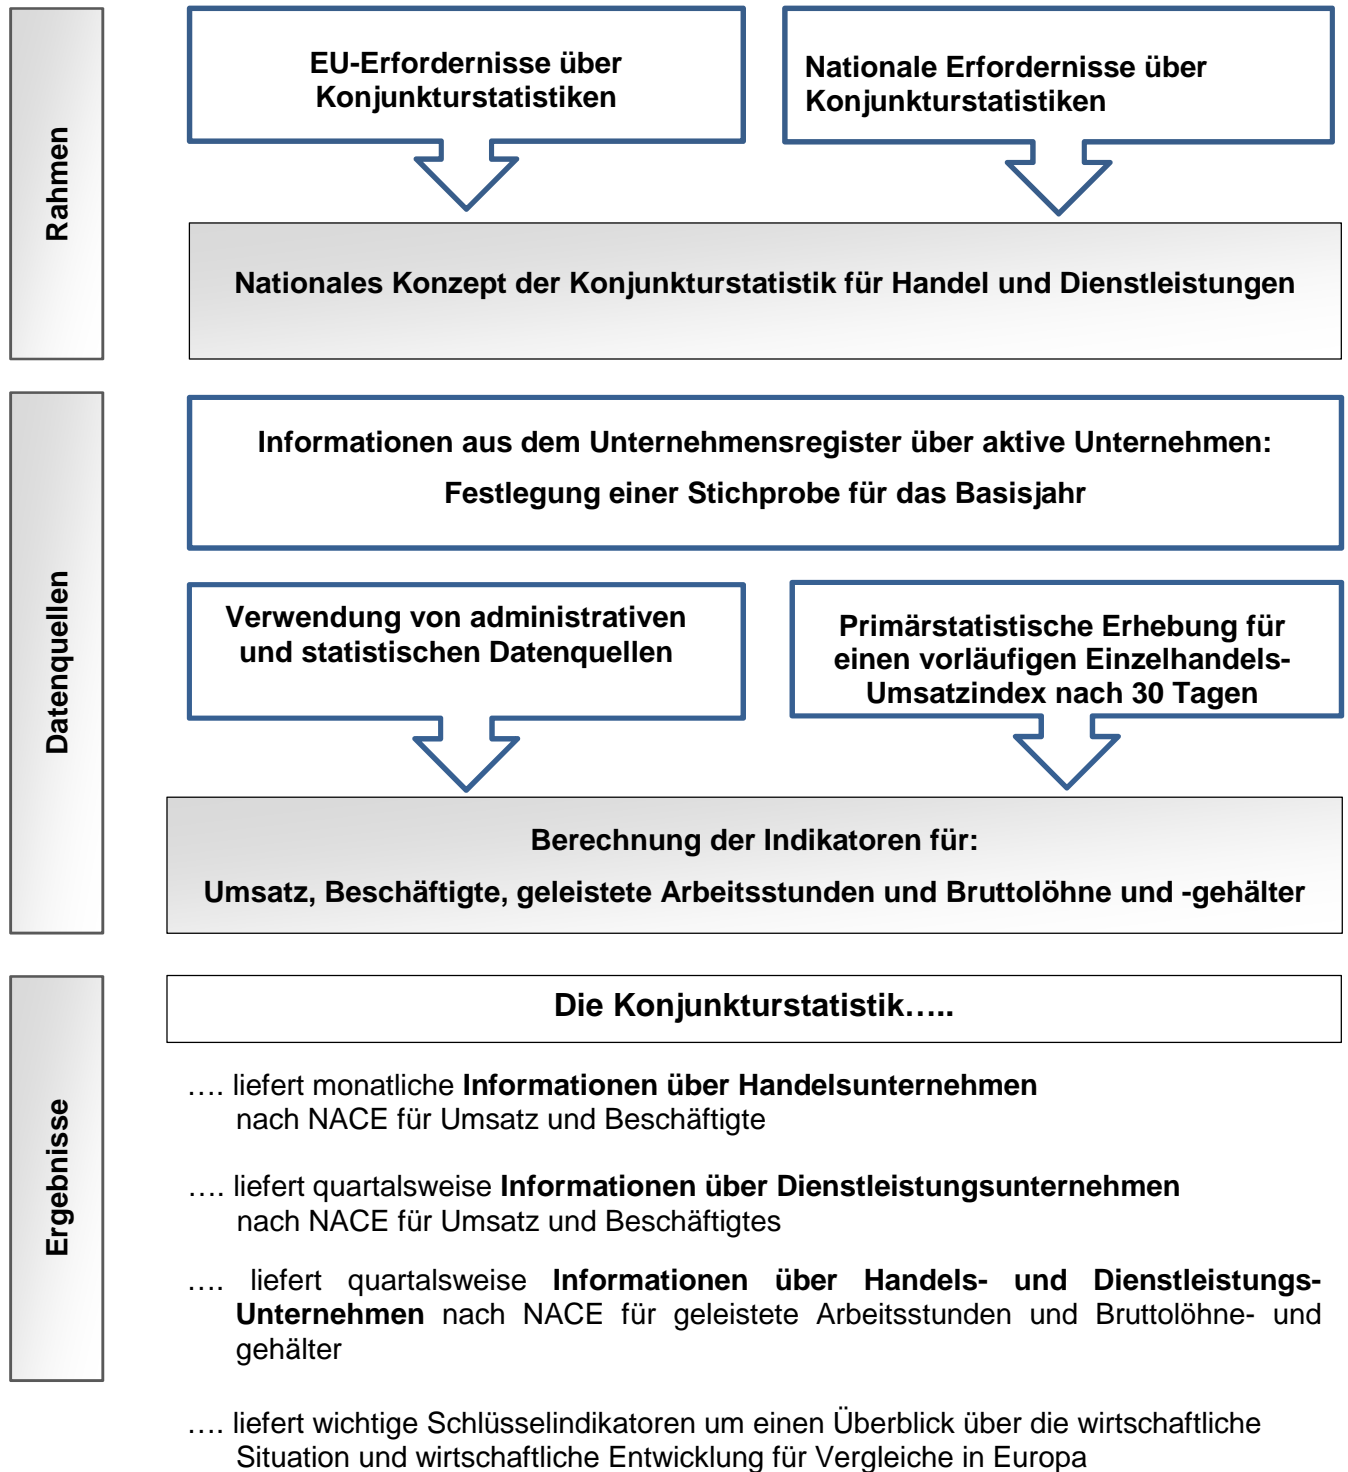 Rahmen
EU-Erfordernisse über
Konjunkturstatistiken
Nationale Erfordernisse über
Konjunkturstatistiken
Nationales Konzept der Konjunkturstatistik für Handel und Dienstleistungen
Datenquellen
Informationen aus dem Unternehmensregister über aktive Unternehmen:
Festlegung einer Stichprobe für das Basisjahr
Verwendung von administrativen
und statistischen Datenquellen
Primärstatistische Erhebung für
einen vorläufigen Einzelhandels-
Umsatzindex nach 30 Tagen
Berechnung der Indikatoren für:
Umsatz, Beschäftigte, geleistete Arbeitsstunden und Bruttolöhne und -gehälter
Ergebnisse
Die Konjunkturstatistik…..
…. liefert monatliche Informationen über Handelsunternehmen
nach NACE für Umsatz und Beschäftigte
…. liefert quartalsweise Informationen über Dienstleistungsunternehmen
nach NACE für Umsatz und Beschäftigtes
…. liefert quartalsweise Informationen über Handels- und Dienstleistungs-
Unternehmen nach NACE für geleistete Arbeitsstunden und Bruttolöhne- und
gehälter
…. liefert wichtige Schlüsselindikatoren um einen Überblick über die wirtschaftliche
Situation und wirtschaftliche Entwicklung für Vergleiche in Europa